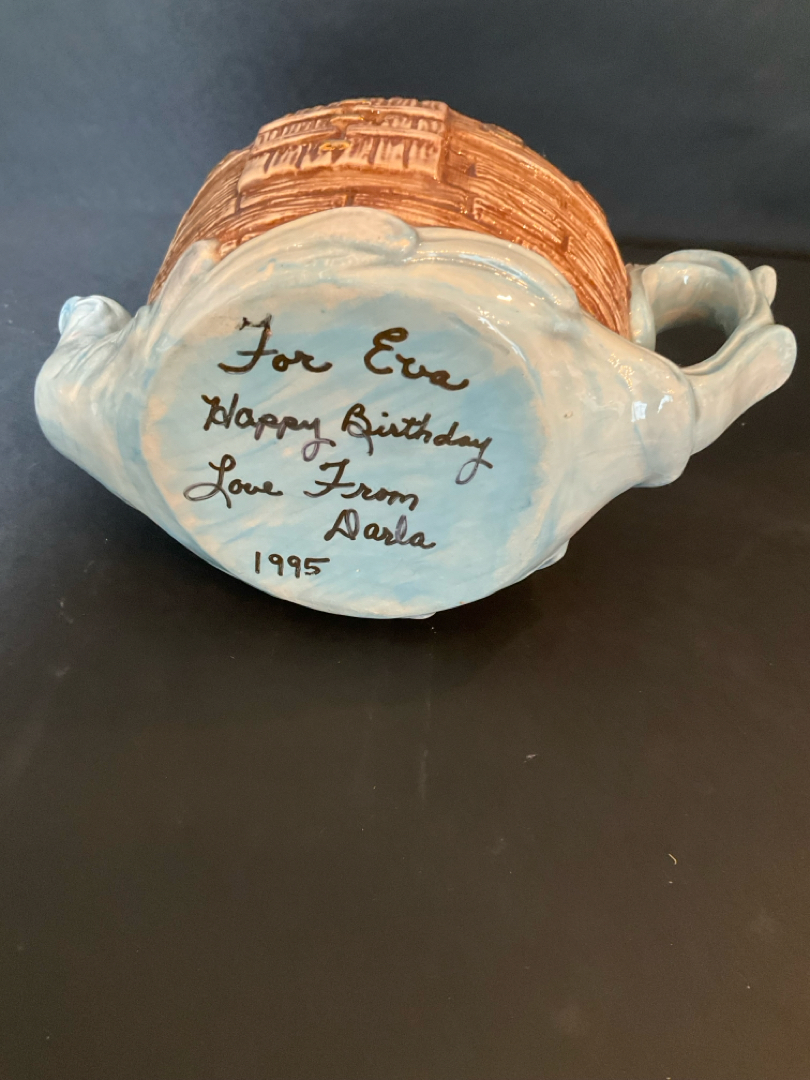 For Eva
Happy Birthday
Love From
Darla
1995